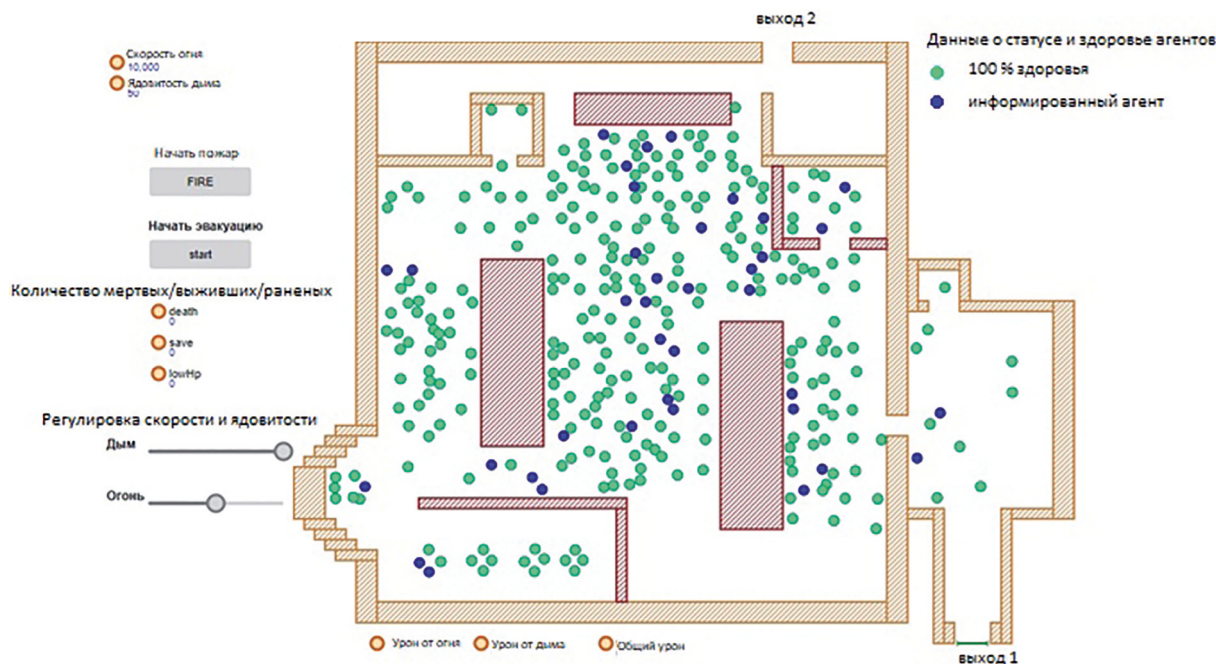 выход 2
Скорость огня
10,000
Ядовитость дыма
50
Данные о статусе и здоровье агентов
100 % здоровья
информированный агент
Начать пожар
FIRE
Начать эвакуацию
start
Количество мертвых/выживших/раненых
death
0
save
0
lowHp
0
Регулировка скорости и ядовитости
Дым
Огонь
Урон от огня
Урон от дыма
Общий урон
выход 1